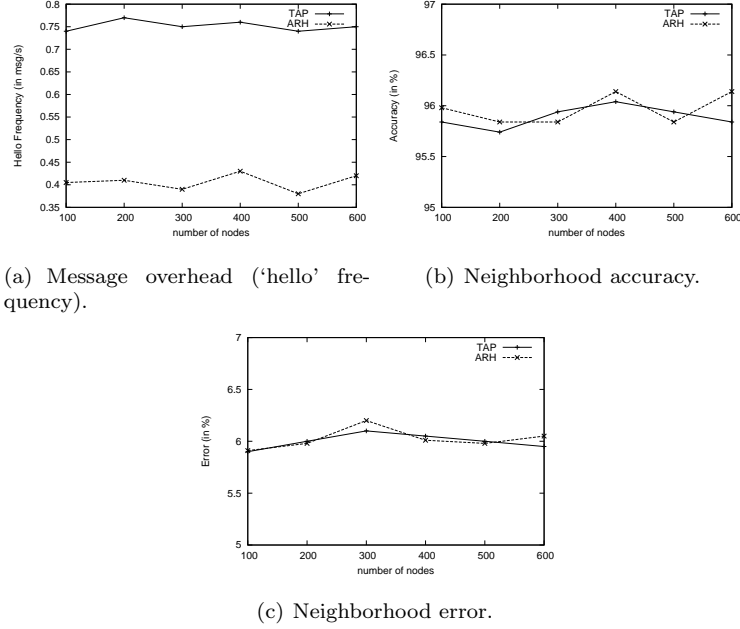 0.8
0.75
0.7
0.65
0.6
0.55
0.5
0.45
0.4
0.35
100 200 300 400 500 600
Hello Frequency (in msg/s)
number of nodes
TAP
ARH
(a) Message overhead (‘hello’ fre-
quency).
97
96.5
96
95.5
95
100 200 300 400 500 600
Accuracy (in %)
number of nodes
TAP
ARH
(b) Neighborhood accuracy.
7
6.5
6
5.5
5
100 200 300 400 500 600
Error (in %)
number of nodes
TAP
ARH
(c) Neighborhood error.